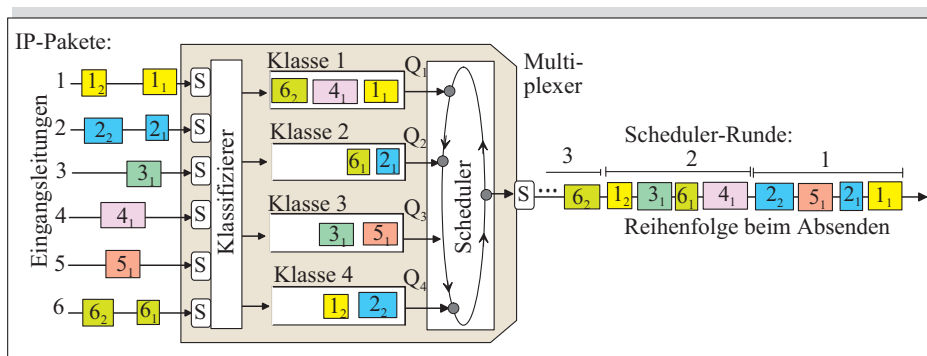 IP-Pakete:
Eingangsleitungen
1 1₂ 1₁ S
2 2₂ 2₁ S
3 3₁ S
4 4₁ S
5 5₁ S
6 6₂ 6₁ S
Klassifizierer
Klasse 1 Q₁
6₂ 4₁ 1₁
Klasse 2 Q₂
6₁ 2₁
Klasse 3 Q₃
3₁ 5₁
Klasse 4 Q₄
1₂ 2₂
Scheduler
Multi-
plexer
Scheduler-Runde:
3 2 1
S ... 6₂ 1₂ 3₁ 6₁ 4₁ 2₂ 5₁ 2₁ 1₁
Reihenfolge beim Absenden